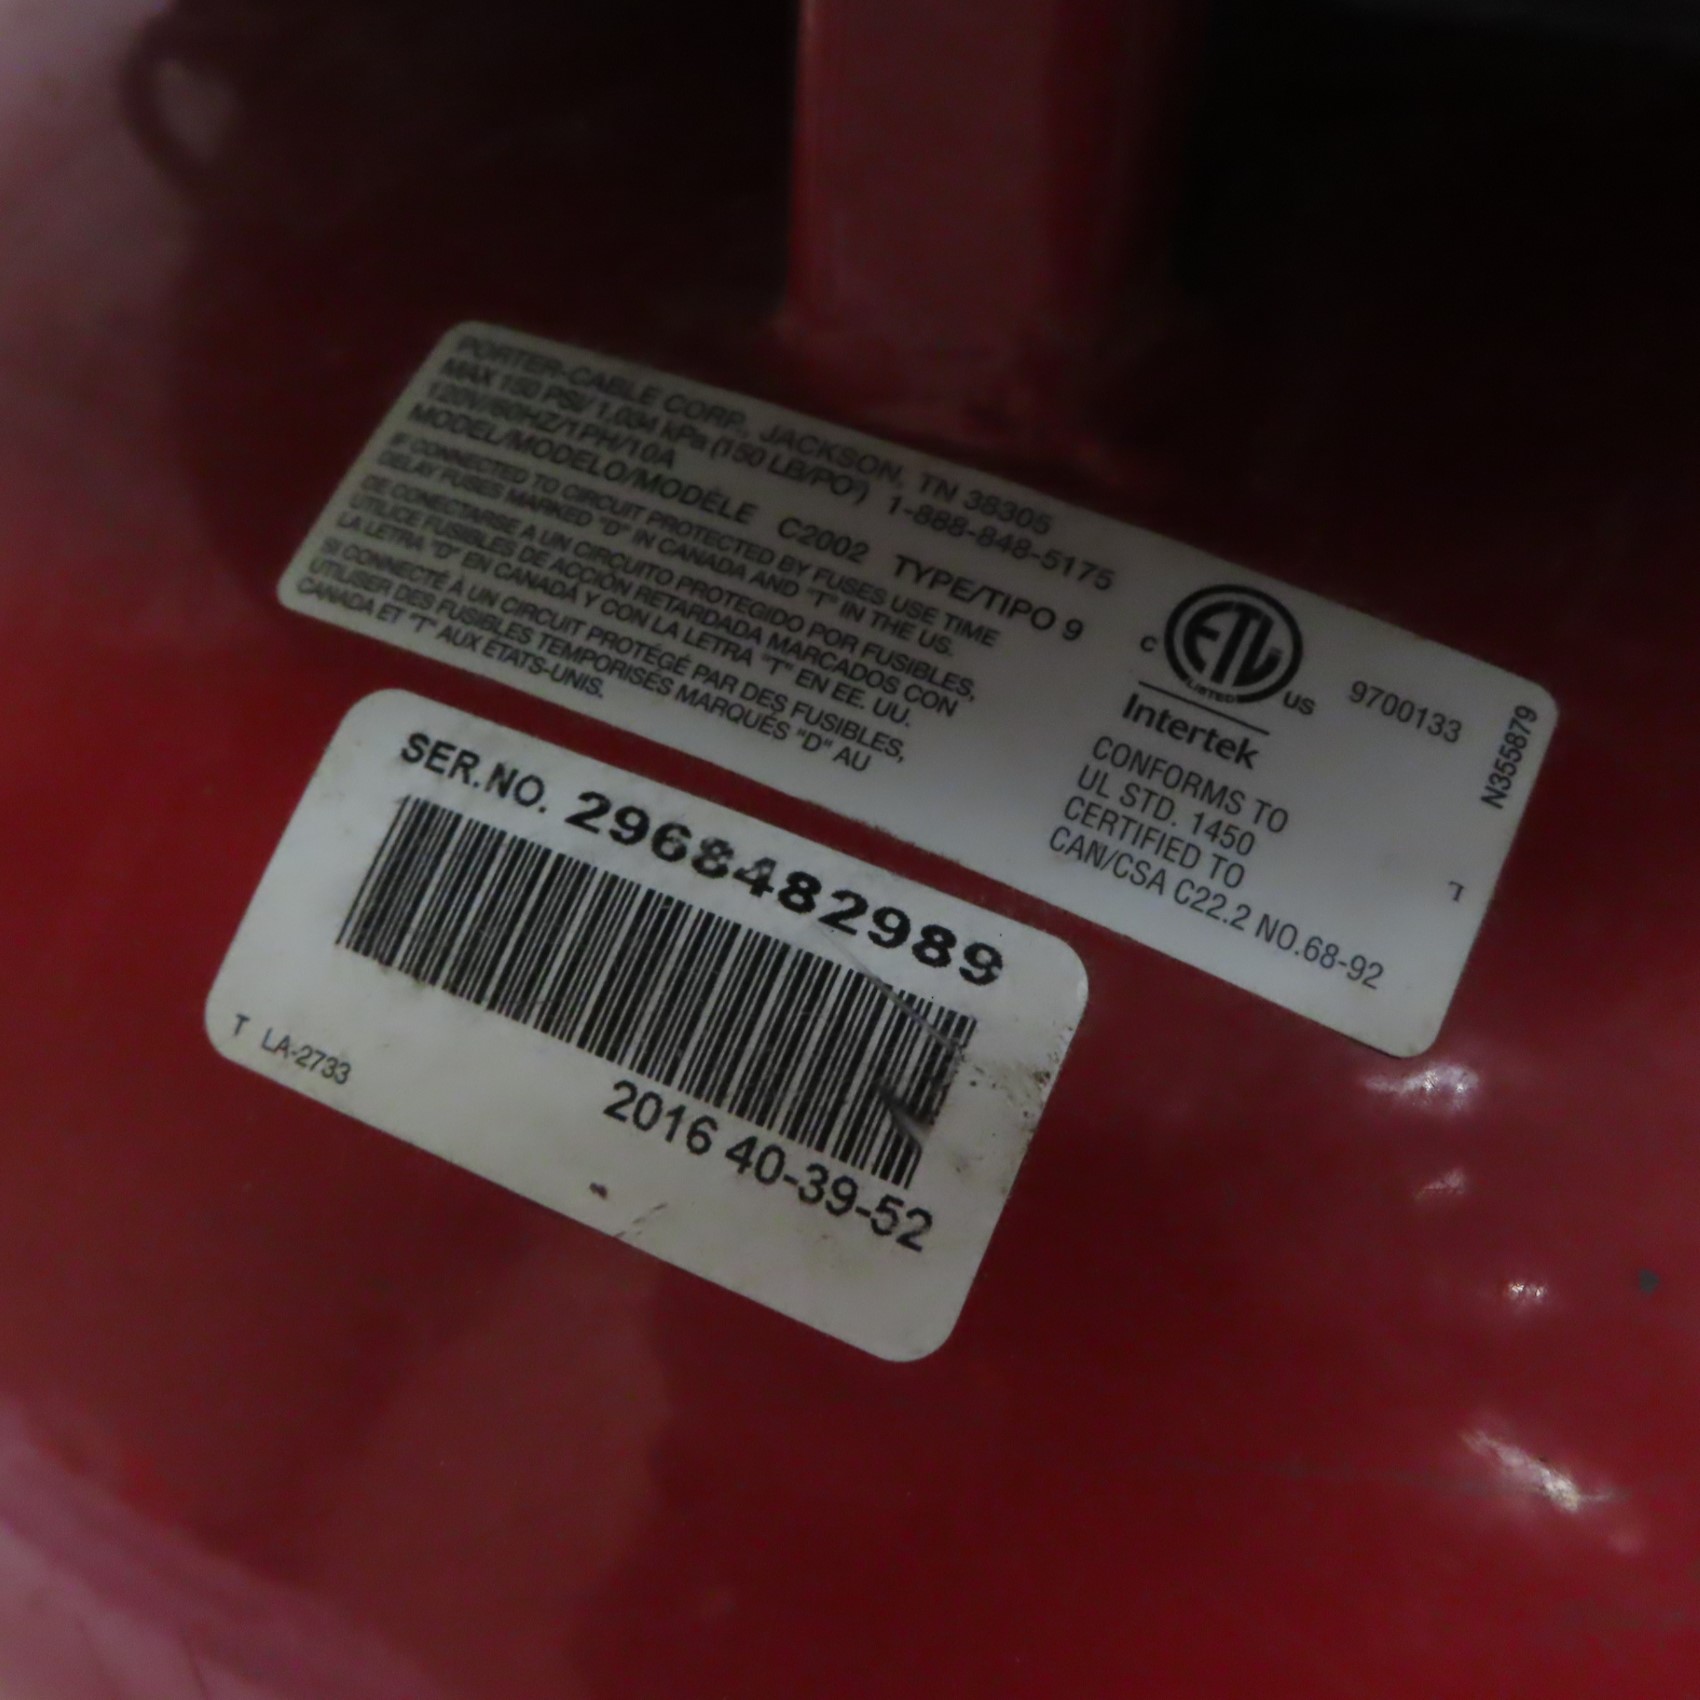 PORTER-CABLE CORP. JACKSON, TN 38305
MAX 150 PSI/ 1,034 kPa (150 LB/PO²) 1-888-848-5175
120V/60HZ/1PH/10A
MODEL/MODELO/MODÈLE C2002 TYPE/TIPO 9
IF CONNECTED TO CIRCUIT PROTECTED BY FUSES USE TIME
DELAY FUSES MARKED "D" IN CANADA AND "T" IN THE US.
DE CONECTARSE A UN CIRCUITO PROTEGIDO POR FUSIBLES,
UTILICE FUSIBLES DE ACCIÓN RETARDADA MARCADOS CON
LA LETRA "D" EN CANADA Y CON LA LETRA "T" EN EE. UU.
SI CONNECTÉ À UN CIRCUIT PROTÉGÉ PAR DES FUSIBLES,
UTILISER DES FUSIBLES TEMPORISÉS MARQUÉS "D" AU
CANADA ET "T" AUX ÉTATS-UNIS.
C ETL US
LISTED
Intertek
9700133
CONFORMS TO
UL STD. 1450
CERTIFIED TO
CAN/CSA C22.2 NO.68-92
N355879
T
SER.NO. 2968482989
2016 40-39-52
T LA-2733